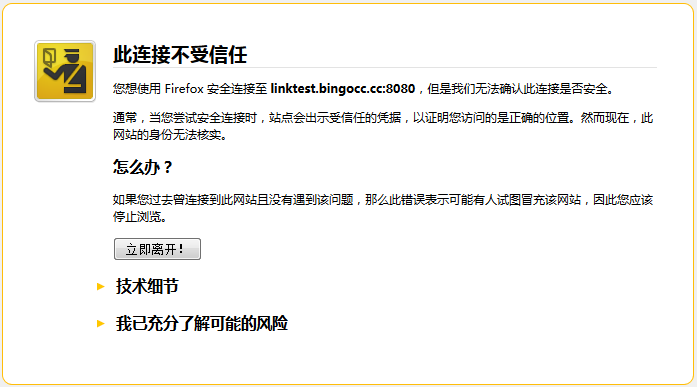 此连接不受信任
您想使用 Firefox 安全连接至 linktest.bingocc.cc:8080，但是我们无法确认此连接是否安全。
通常，当您尝试安全连接时，站点会出示受信任的凭据，以证明您访问的是正确的位置。然而现在，此
网站的身份无法核实。
怎么办？
如果您过去曾连接到此网站且没有遇到该问题，那么此错误表示可能有人试图冒充该网站，因此您应该
停止浏览。
立即离开！
技术细节
我已充分了解可能的风险